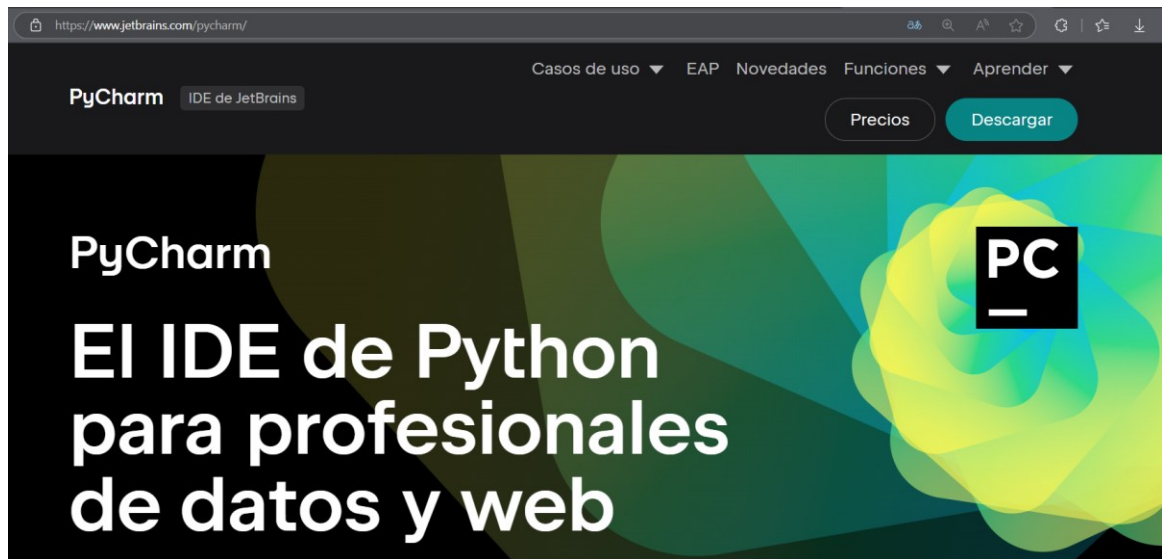 https://www.jetbrains.com/pycharm/
Casos de uso EAP Novedades Funciones Aprender
PyCharm IDE de JetBrains
Precios Descargar
PyCharm
PC
El IDE de Python
para profesionales
de datos y web